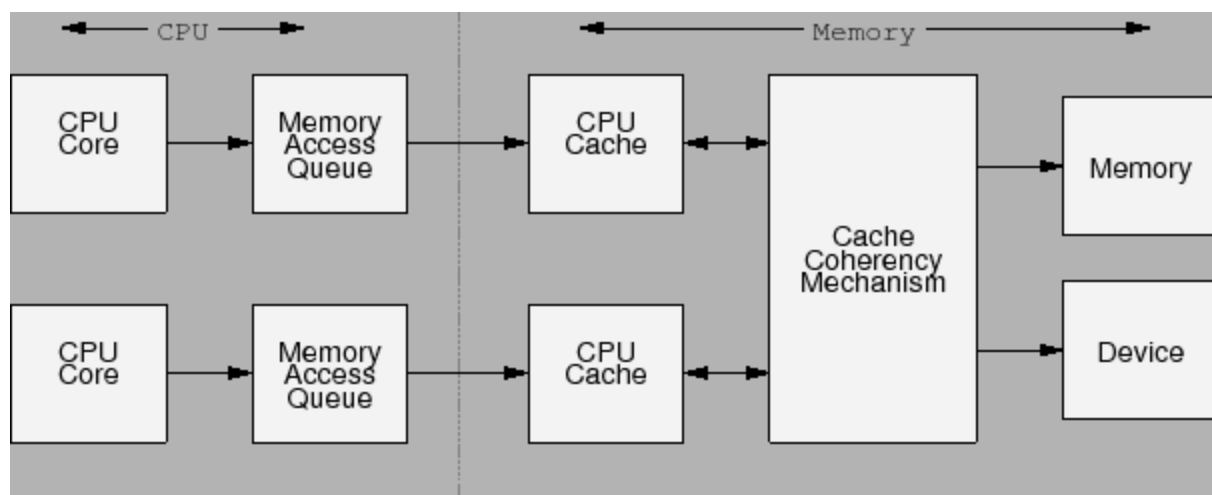 CPU
Memory
CPU
Core
Memory
Access
Queue
CPU
Cache
Cache
Coherency
Mechanism
Memory
CPU
Core
Memory
Access
Queue
CPU
Cache
Device